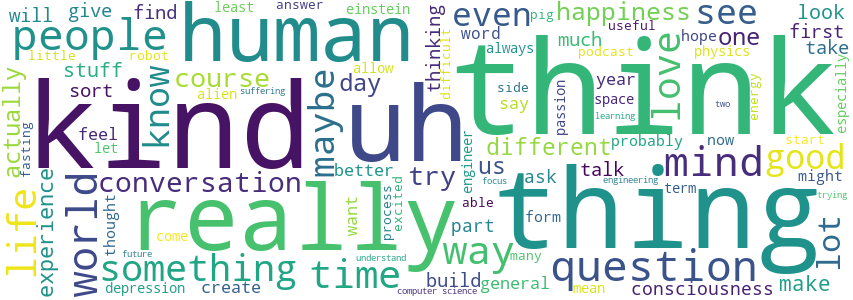 will
give
least
answer
einstein
find
people
human
thinking
even
word
pig
happiness
useful
see
look
much
hope
one
first
podcast
physics
take
little
robot
stuff
course
know
maybe
day
allow
difficult
always
think
love
especially
actually
sort
alien
suffering
kind
uh
side
say
passion
year
space
two
energy
learning
feel
let
fasting
different
probably
now
start
mind
good
might
life
experience
world
conversation
better
try
engineer
us
ask
talk
focus
engineering
term
able
form
trying
thought
really
want
process
excited
part
thing
lot
come
future
something
time
understand
way
many
question
depression
create
build
general
computer science
mean
consciousness
make